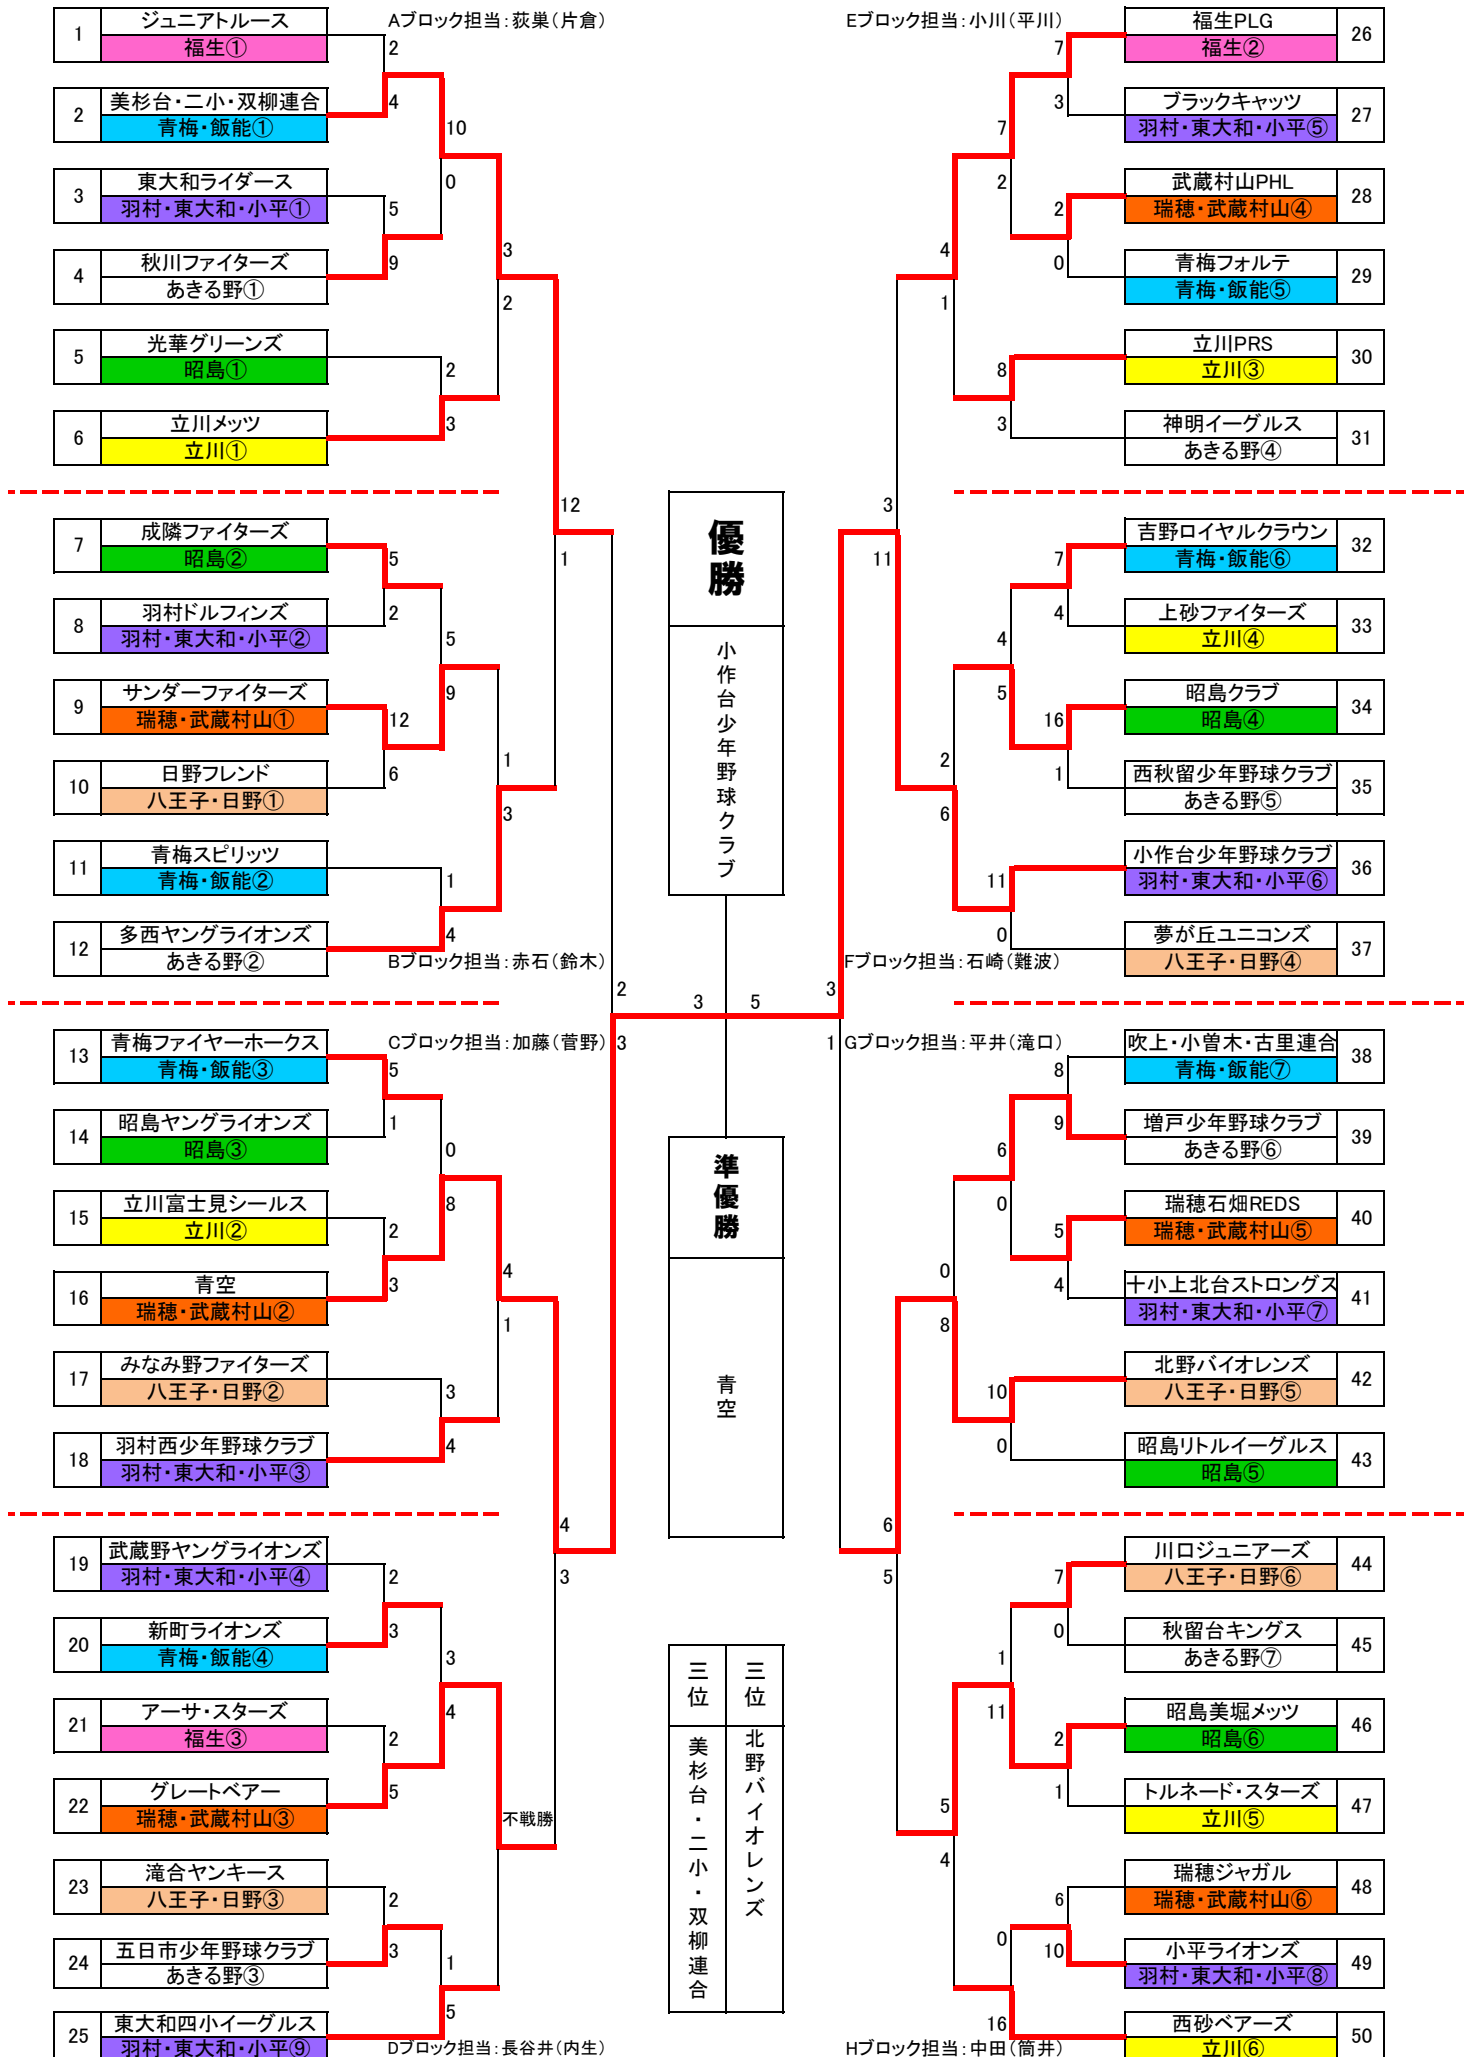 Aブロック担当：荻巣（片倉）
1
ジュニアトルース
福生①
2
2
美杉台・二小・双柳連合
青梅・飯能①
4
10
3
東大和ライダース
羽村・東大和・小平①
5
0
4
秋川ファイターズ
あきる野①
9
3
2
5
光華グリーンズ
昭島①
2
6
立川メッツ
立川①
3
12
1
7
成隣ファイターズ
昭島②
5
8
羽村ドルフィンズ
羽村・東大和・小平②
2
5
9
サンダーファイターズ
瑞穂・武蔵村山①
12
9
10
日野フレンド
八王子・日野①
6
1
3
11
青梅スピリッツ
青梅・飯能②
1
12
多西ヤングライオンズ
あきる野②
4
Bブロック担当：赤石（鈴木）
2
3
Cブロック担当：加藤（菅野）
13
青梅ファイヤーホークス
青梅・飯能③
5
14
昭島ヤングライオンズ
昭島③
1
0
15
立川富士見シールス
立川②
2
8
16
青空
瑞穂・武蔵村山②
3
4
1
17
みなみ野ファイターズ
八王子・日野②
3
18
羽村西少年野球クラブ
羽村・東大和・小平③
4
4
3
19
武蔵野ヤングライオンズ
羽村・東大和・小平④
2
20
新町ライオンズ
青梅・飯能④
3
3
21
アーサ・スターズ
福生③
2
4
22
グレートベアー
瑞穂・武蔵村山③
5
不戦勝
23
滝合ヤンキース
八王子・日野③
2
24
五日市少年野球クラブ
あきる野③
3
1
25
東大和四小イーグルス
羽村・東大和・小平⑨
5
Dブロック担当：長谷井（内生）
優勝
小作台少年野球クラブ
3
5
準優勝
青空
三位
美杉台・二小・双柳連合
三位
北野バイオレンズ
Eブロック担当：小川（平川）
7
福生PLG
福生②
26
3
ブラックキャッツ
羽村・東大和・小平⑤
27
7
2
2
武蔵村山PHL
瑞穂・武蔵村山④
28
0
青梅フォルテ
青梅・飯能⑤
29
4
1
8
立川PRS
立川③
30
3
神明イーグルス
あきる野④
31
3
11
7
吉野ロイヤルクラウン
青梅・飯能⑥
32
4
上砂ファイターズ
立川④
33
4
5
16
昭島クラブ
昭島④
34
1
西秋留少年野球クラブ
あきる野⑤
35
2
6
11
小作台少年野球クラブ
羽村・東大和・小平⑥
36
0
夢が丘ユニコンズ
八王子・日野④
37
Fブロック担当：石崎（難波）
3
1
Gブロック担当：平井（滝口）
8
吹上・小曽木・古里連合
青梅・飯能⑦
38
9
増戸少年野球クラブ
あきる野⑥
39
6
0
5
瑞穂石畑REDS
瑞穂・武蔵村山⑤
40
4
十小上北台ストロングス
羽村・東大和・小平⑦
41
0
8
10
北野バイオレンズ
八王子・日野⑤
42
0
昭島リトルイーグルス
昭島⑤
43
6
5
7
川口ジュニアーズ
八王子・日野⑥
44
0
秋留台キングス
あきる野⑦
45
1
11
2
昭島美堀メッツ
昭島⑥
46
1
トルネード・スターズ
立川⑤
47
5
4
6
瑞穂ジャガル
瑞穂・武蔵村山⑥
48
0
10
小平ライオンズ
羽村・東大和・小平⑧
49
16
西砂ベアーズ
立川⑥
50
Hブロック担当：中田（筒井）